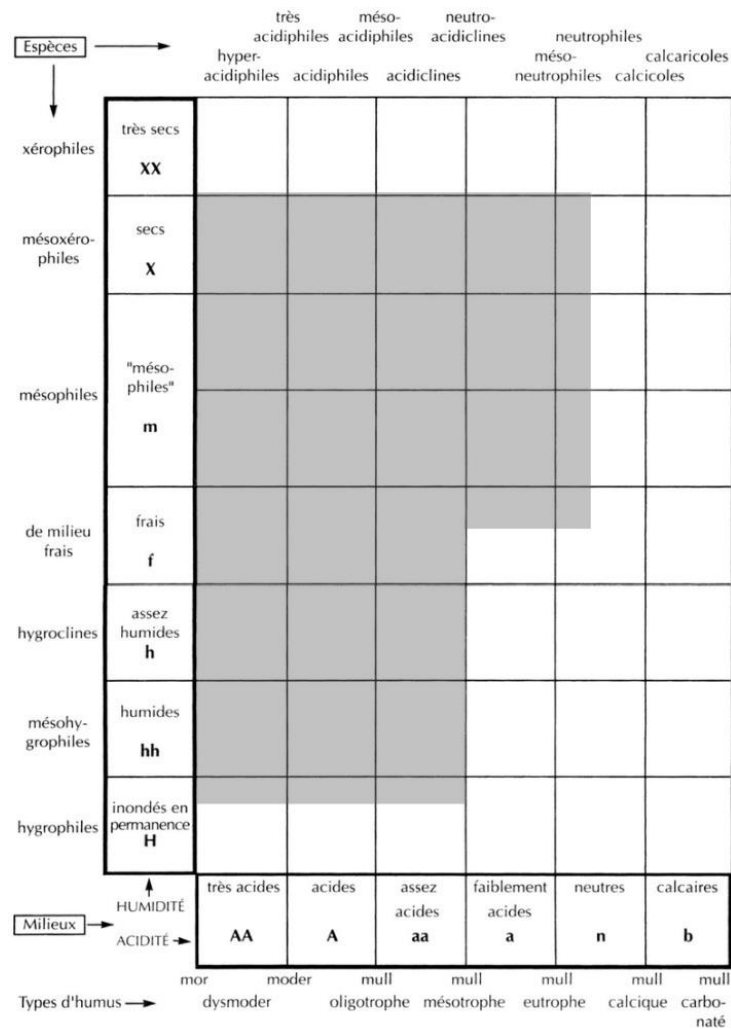 très méso- neutro-
acidiphiles acidiphiles acidiclines neutrophiles
Espèces
hyper- méso- calcaricoles
acidiphiles acidiphiles acidiclines neutrophiles calcicoles
très secs
xérophiles
XX
secs
mésoxéro-
philes
X
"méso-
philes"
mésophiles
m
frais
de milieu
frais
f
assez
hygroclines humides
h
humides
mésohy-
grophiles
hh
inondés en
hygrophiles permanence
H
très acides acides assez faiblement neutres calcaires
HUMIDITÉ acides acides
Milieux
ACIDITÉ AA A aa a n b
mor moder mull mull mull mull mull
Types d'humus dysmoder oligotrophe mésotrophe eutrophe calcique carbo-
naté